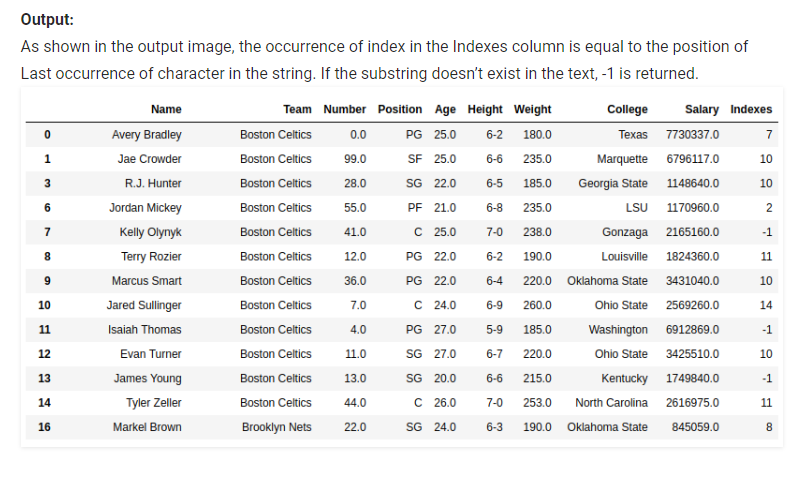 Output:
As shown in the output image, the occurrence of index in the Indexes column is equal to the position of
Last occurrence of character in the string. If the substring doesn’t exist in the text, -1 is returned.
Name Team Number Position Age Height Weight College Salary Indexes
0 Avery Bradley Boston Celtics 0.0 PG 25.0 6-2 180.0 Texas 7730337.0 7
1 Jae Crowder Boston Celtics 99.0 SF 25.0 6-6 235.0 Marquette 6796117.0 10
3 R.J. Hunter Boston Celtics 28.0 SG 22.0 6-5 185.0 Georgia State 1148640.0 10
6 Jordan Mickey Boston Celtics 55.0 PF 21.0 6-8 235.0 LSU 1170960.0 2
7 Kelly Olynyk Boston Celtics 41.0 C 25.0 7-0 238.0 Gonzaga 2165160.0 -1
8 Terry Rozier Boston Celtics 12.0 PG 22.0 6-2 190.0 Louisville 1824360.0 11
9 Marcus Smart Boston Celtics 36.0 PG 22.0 6-4 220.0 Oklahoma State 3431040.0 10
10 Jared Sullinger Boston Celtics 7.0 C 24.0 6-9 260.0 Ohio State 2569260.0 14
11 Isaiah Thomas Boston Celtics 4.0 PG 27.0 5-9 185.0 Washington 6912869.0 -1
12 Evan Turner Boston Celtics 11.0 SG 27.0 6-7 220.0 Ohio State 3425510.0 10
13 James Young Boston Celtics 13.0 SG 20.0 6-6 215.0 Kentucky 1749840.0 -1
14 Tyler Zeller Boston Celtics 44.0 C 26.0 7-0 253.0 North Carolina 2616975.0 11
16 Markel Brown Brooklyn Nets 22.0 SG 24.0 6-3 190.0 Oklahoma State 845059.0 8